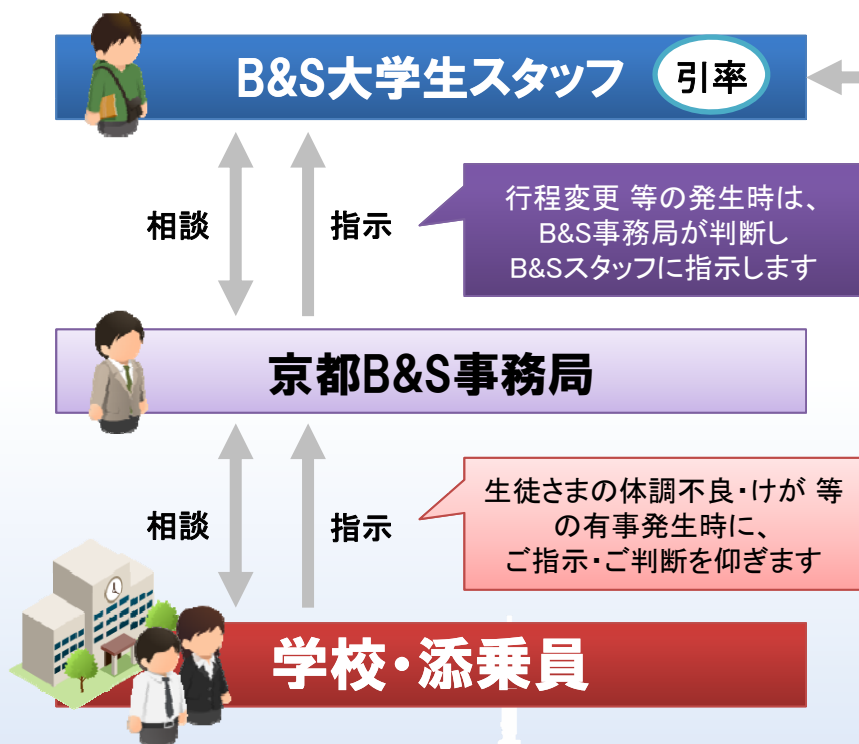 B&S大学生スタッフ 引率
相談
指示
行程変更 等の発生時は、
B&S事務局が判断し
B&Sスタッフに指示します
京都B&S事務局
相談
指示
生徒さまの体調不良・けが 等
の有事発生時に、
ご指示・ご判断を仰ぎます
学校・添乗員